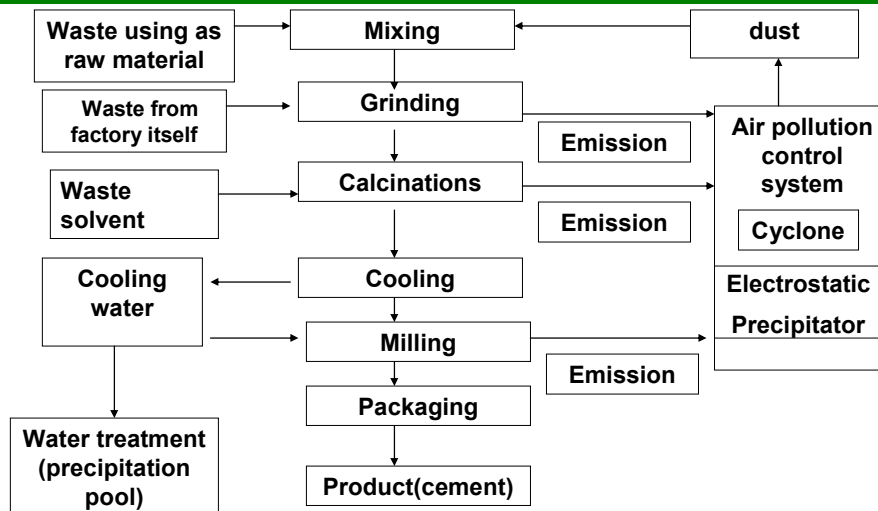 Waste using as
raw material
Mixing
dust
Waste from
factory itself
Grinding
Emission
Air pollution
control
system
Waste
solvent
Calcinations
Emission
Cyclone
Cooling
water
Cooling
Electrostatic
Precipitator
Milling
Emission
Packaging
Water treatment
(precipitation
pool)
Product(cement)